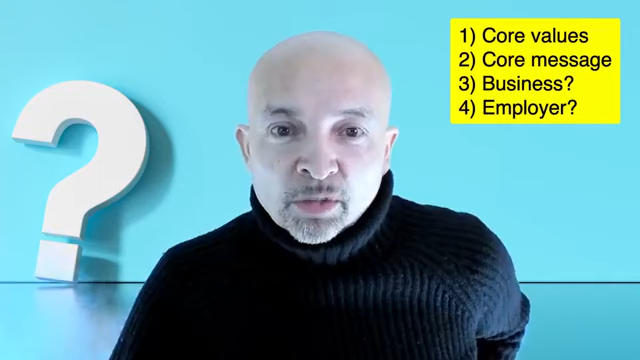 1) Core values
2) Core message
3) Business?
4) Employer?
?